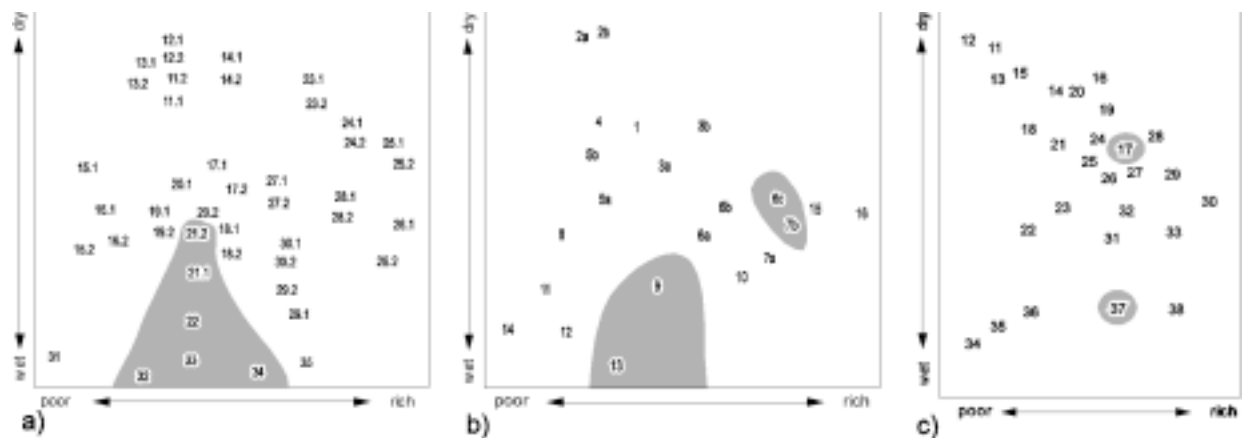 dry
12.1
13.1 12.2 14.1
13.2 11.2 14.2 23.1
11.1 23.2
24.1
24.2 25.1
25.2
15.1 17.1
20.1 17.2 27.1
27.2 28.1
19.1 20.2 28.2
19.2 21.2 18.1 26.1
16.2 30.1
15.2 18.2 30.2 26.2
21.1
29.2
29.1
22
31 33 35
32 34
wet
poor rich
a)
dry
2a 2b
4 1 3b
5b 3a
5a 6b 6c 15 16
8 6a 7b
7a
11 9 10
14 12
13
wet
poor rich
b)
dry
12 11
13 15 16
14 20
19
18 21 24 17 28
25 26 27 29
23 32 30
22 31 33
35 36 37 38
34
wet
poor rich
c)